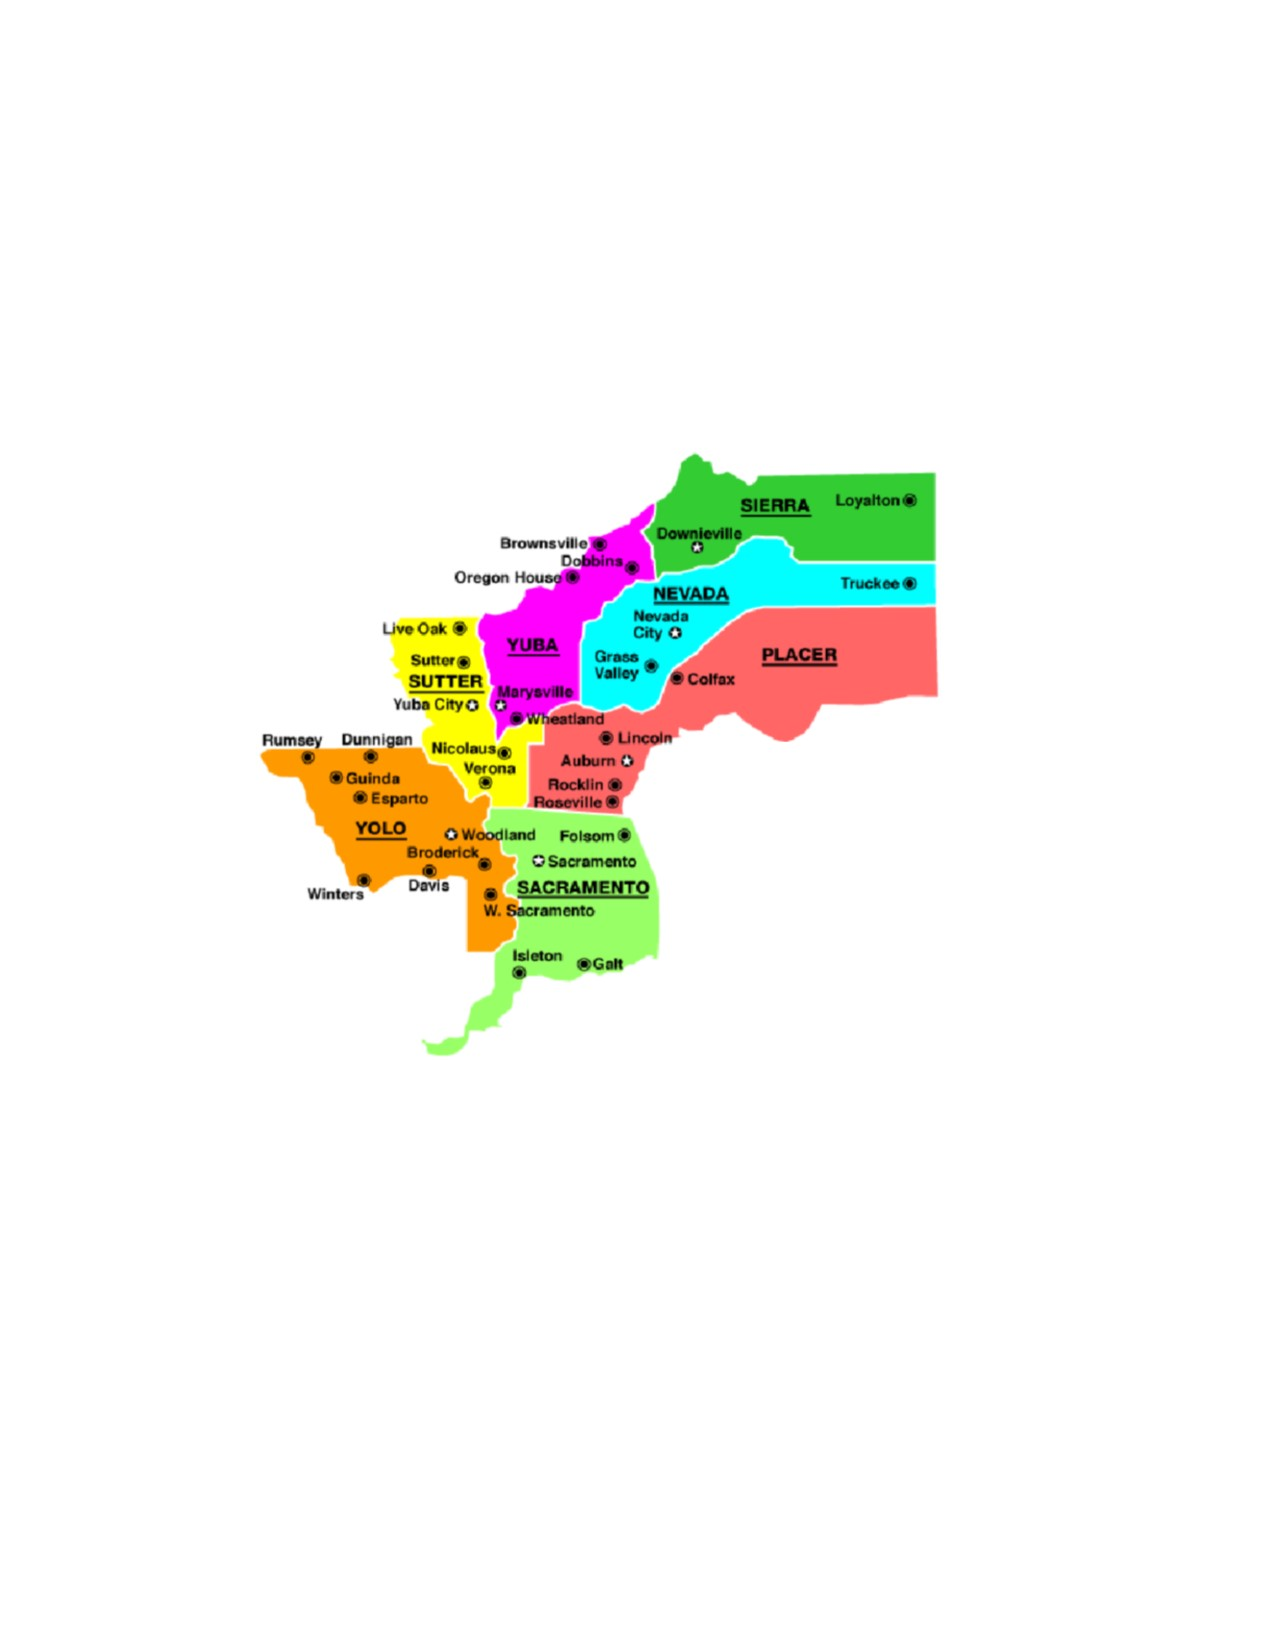 SIERRA
Loyalton
Downieville
Brownsville
Dobbins
Oregon House
Truckee
NEVADA
Nevada
City
Live Oak
YUBA
PLACER
Grass
Valley
Sutter
SUTTER
Colfax
Marysville
Yuba City
Wheatland
Lincoln
Rumsey
Dunnigan
Nicolaus
Auburn
Verona
Guinda
Rocklin
Esparto
Roseville
YOLO
Woodland
Folsom
Broderick
Sacramento
Davis
SACRAMENTO
Winters
W. Sacramento
Isleton
Galt